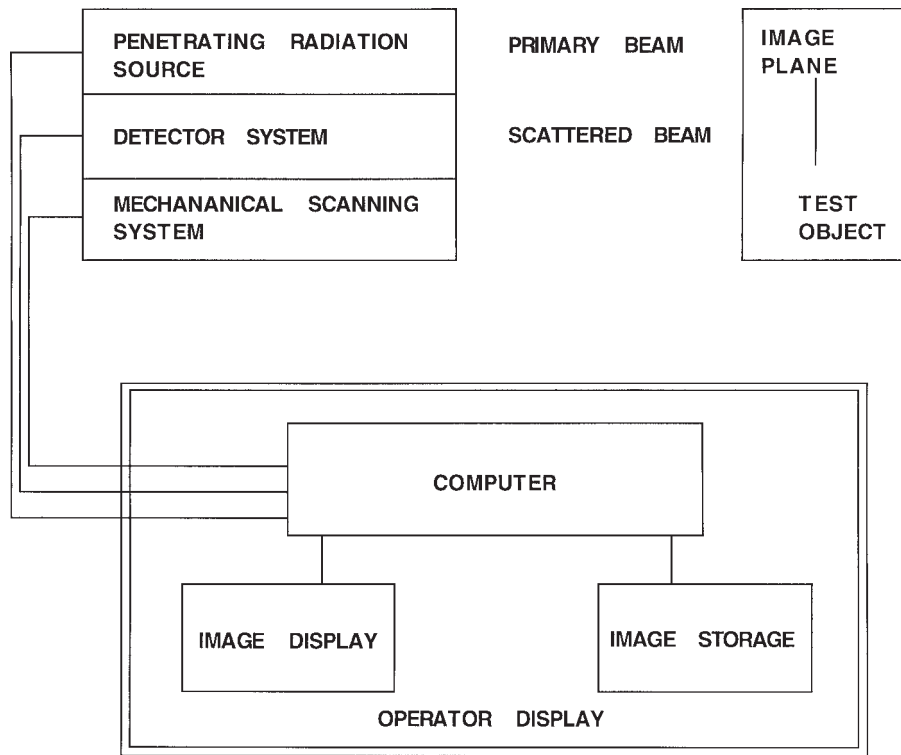 PENETRATING RADIATION
SOURCE
DETECTOR SYSTEM
MECHANANICAL SCANNING
SYSTEM
PRIMARY BEAM
SCATTERED BEAM
IMAGE
PLANE
TEST
OBJECT
COMPUTER
IMAGE DISPLAY
IMAGE STORAGE
OPERATOR DISPLAY